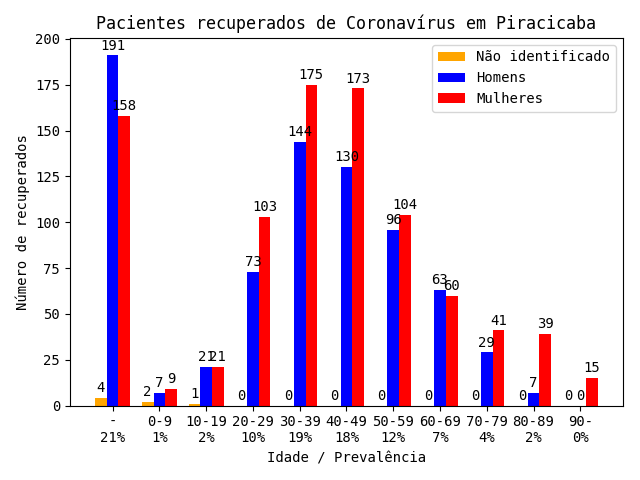 Pacientes recuperados de Coronavírus em Piracicaba
Número de recuperados
200
175
150
125
100
75
50
25
0
Não identificado
Homens
Mulheres
4 191 158
2 7 9
1 21 21
0 73 103
0 144 175
0 130 173
0 96 104
0 63 60
0 29 41
0 7 39
0 0 15
- 0-9 10-19 20-29 30-39 40-49 50-59 60-69 70-79 80-89 90-
21% 1% 2% 10% 19% 18% 12% 7% 4% 2% 0%
Idade / Prevalência